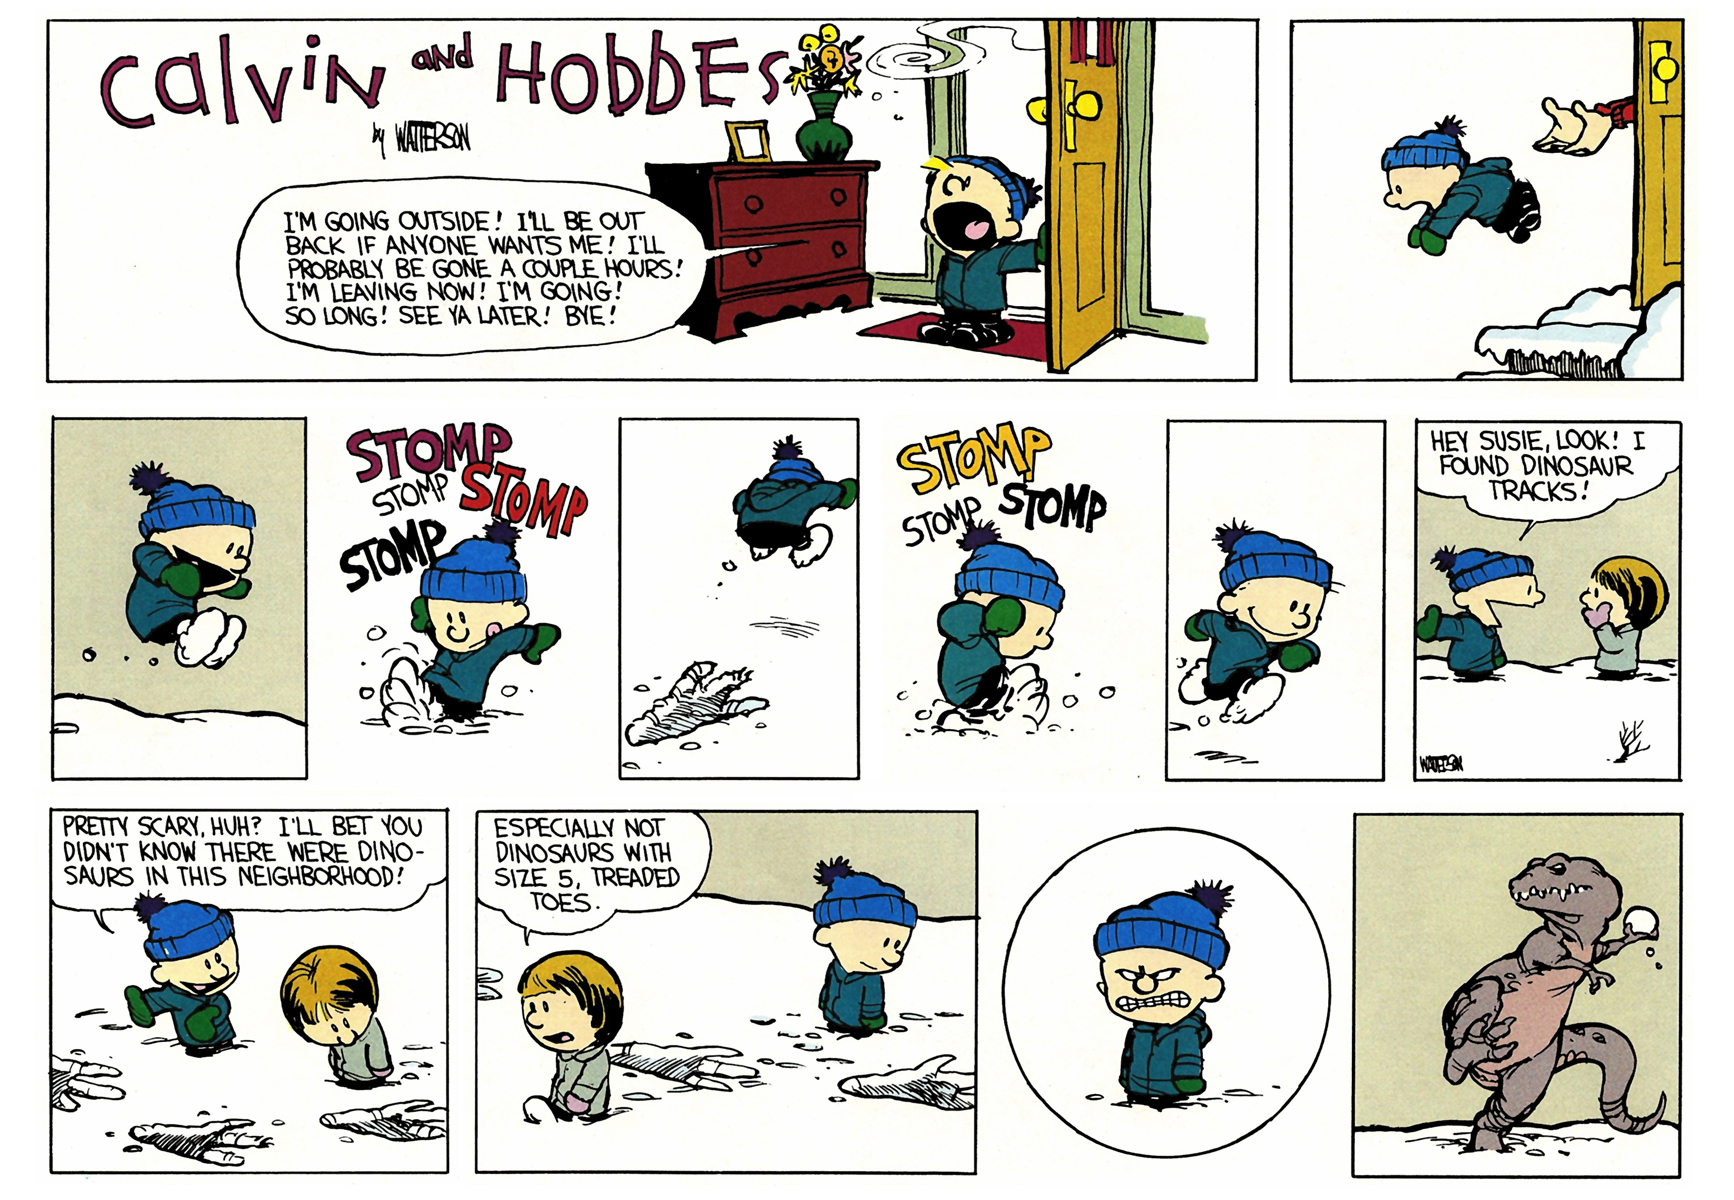 Calvin and HobbEs
by WATTERSON
I'M GOING OUTSIDE! I'LL BE OUT
BACK IF ANYONE WANTS ME! I'LL
PROBABLY BE GONE A COUPLE HOURS!
I'M LEAVING NOW! I'M GOING!
SO LONG! SEE YA LATER! BYE!
STOMP
STOMP STOMP
STOMP
STOMP
STOMP STOMP
HEY SUSIE, LOOK! I
FOUND DINOSAUR
TRACKS!
WATTERSON
PRETTY SCARY, HUH? I'LL BET YOU
DIDN'T KNOW THERE WERE DINO-
SAURS IN THIS NEIGHBORHOOD!
ESPECIALLY NOT
DINOSAURS WITH
SIZE 5, TREADED
TOES.